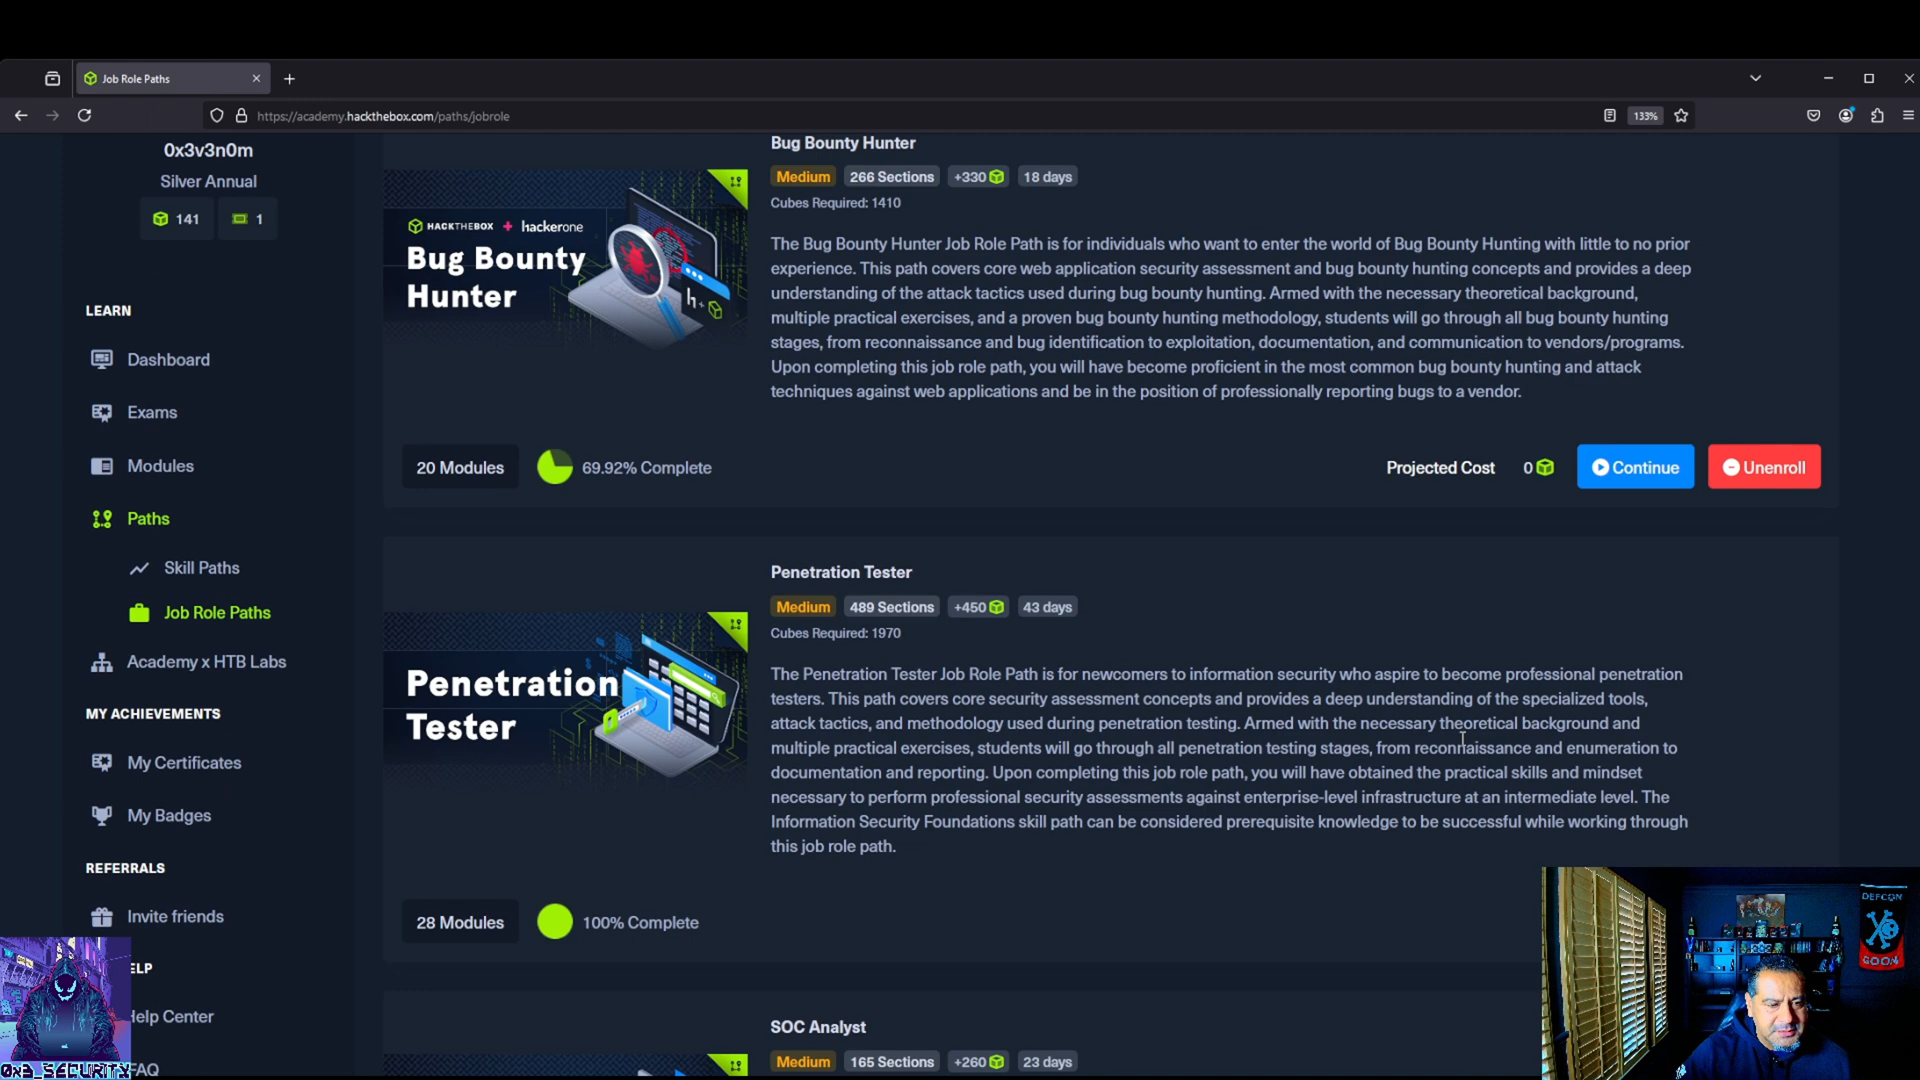 Job Role Paths
https://academy.hackthebox.com/paths/jobrole
133%
0x3v3n0m
Silver Annual
141
1
LEARN
Dashboard
Exams
Modules
Paths
Skill Paths
Job Role Paths
Academy x HTB Labs
MY ACHIEVEMENTS
My Certificates
My Badges
REFERRALS
Invite friends
ELP
Help Center
FAQ
0x3_SECURITY
Bug Bounty Hunter
Medium 266 Sections +330 18 days
Cubes Required: 1410
HACKTHEBOX + hackerone
Bug Bounty
Hunter
h+
The Bug Bounty Hunter Job Role Path is for individuals who want to enter the world of Bug Bounty Hunting with little to no prior
experience. This path covers core web application security assessment and bug bounty hunting concepts and provides a deep
understanding of the attack tactics used during bug bounty hunting. Armed with the necessary theoretical background,
multiple practical exercises, and a proven bug bounty hunting methodology, students will go through all bug bounty hunting
stages, from reconnaissance and bug identification to exploitation, documentation, and communication to vendors/programs.
Upon completing this job role path, you will have become proficient in the most common bug bounty hunting and attack
techniques against web applications and be in the position of professionally reporting bugs to a vendor.
20 Modules 69.92% Complete Projected Cost 0 Continue Unenroll
Penetration Tester
Medium 489 Sections +450 43 days
Cubes Required: 1970
Penetration
Tester
The Penetration Tester Job Role Path is for newcomers to information security who aspire to become professional penetration
testers. This path covers core security assessment concepts and provides a deep understanding of the specialized tools,
attack tactics, and methodology used during penetration testing. Armed with the necessary theoretical background and
multiple practical exercises, students will go through all penetration testing stages, from reconnaissance and enumeration to
documentation and reporting. Upon completing this job role path, you will have obtained the practical skills and mindset
necessary to perform professional security assessments against enterprise-level infrastructure at an intermediate level. The
Information Security Foundations skill path can be considered prerequisite knowledge to be successful while working through
this job role path.
28 Modules 100% Complete
SOC Analyst
Medium 165 Sections +260 23 days
DEFCON
GOON